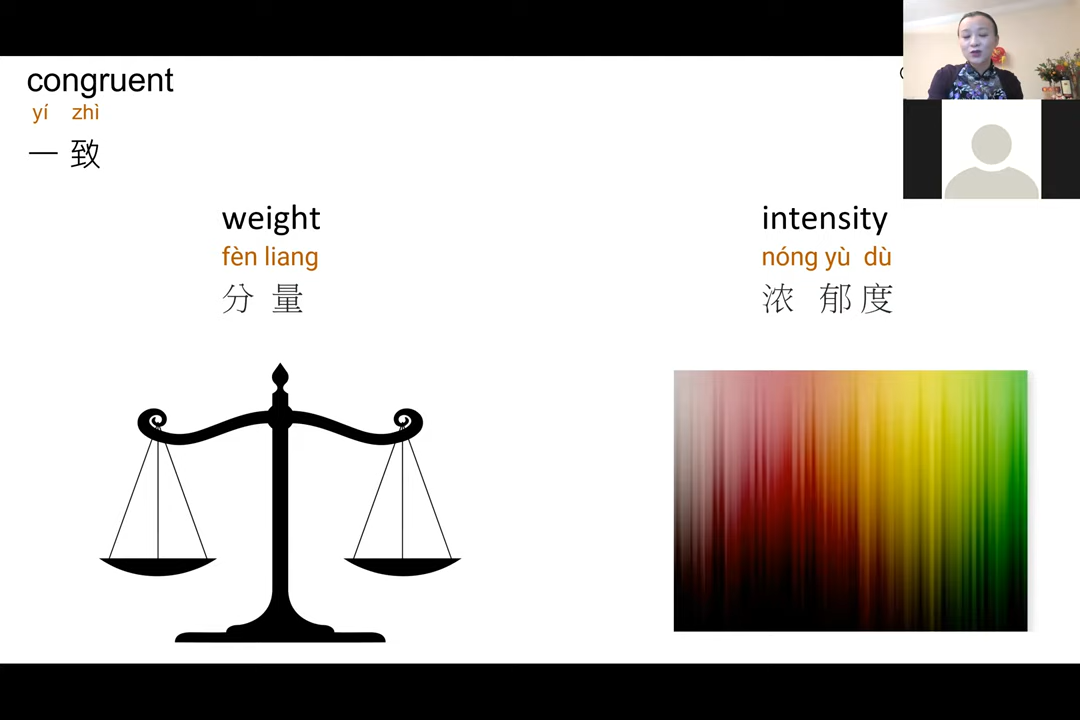 congruent
yí zhì
一 致
weight
fèn liang
分 量
intensity
nóng yù dù
浓 郁 度